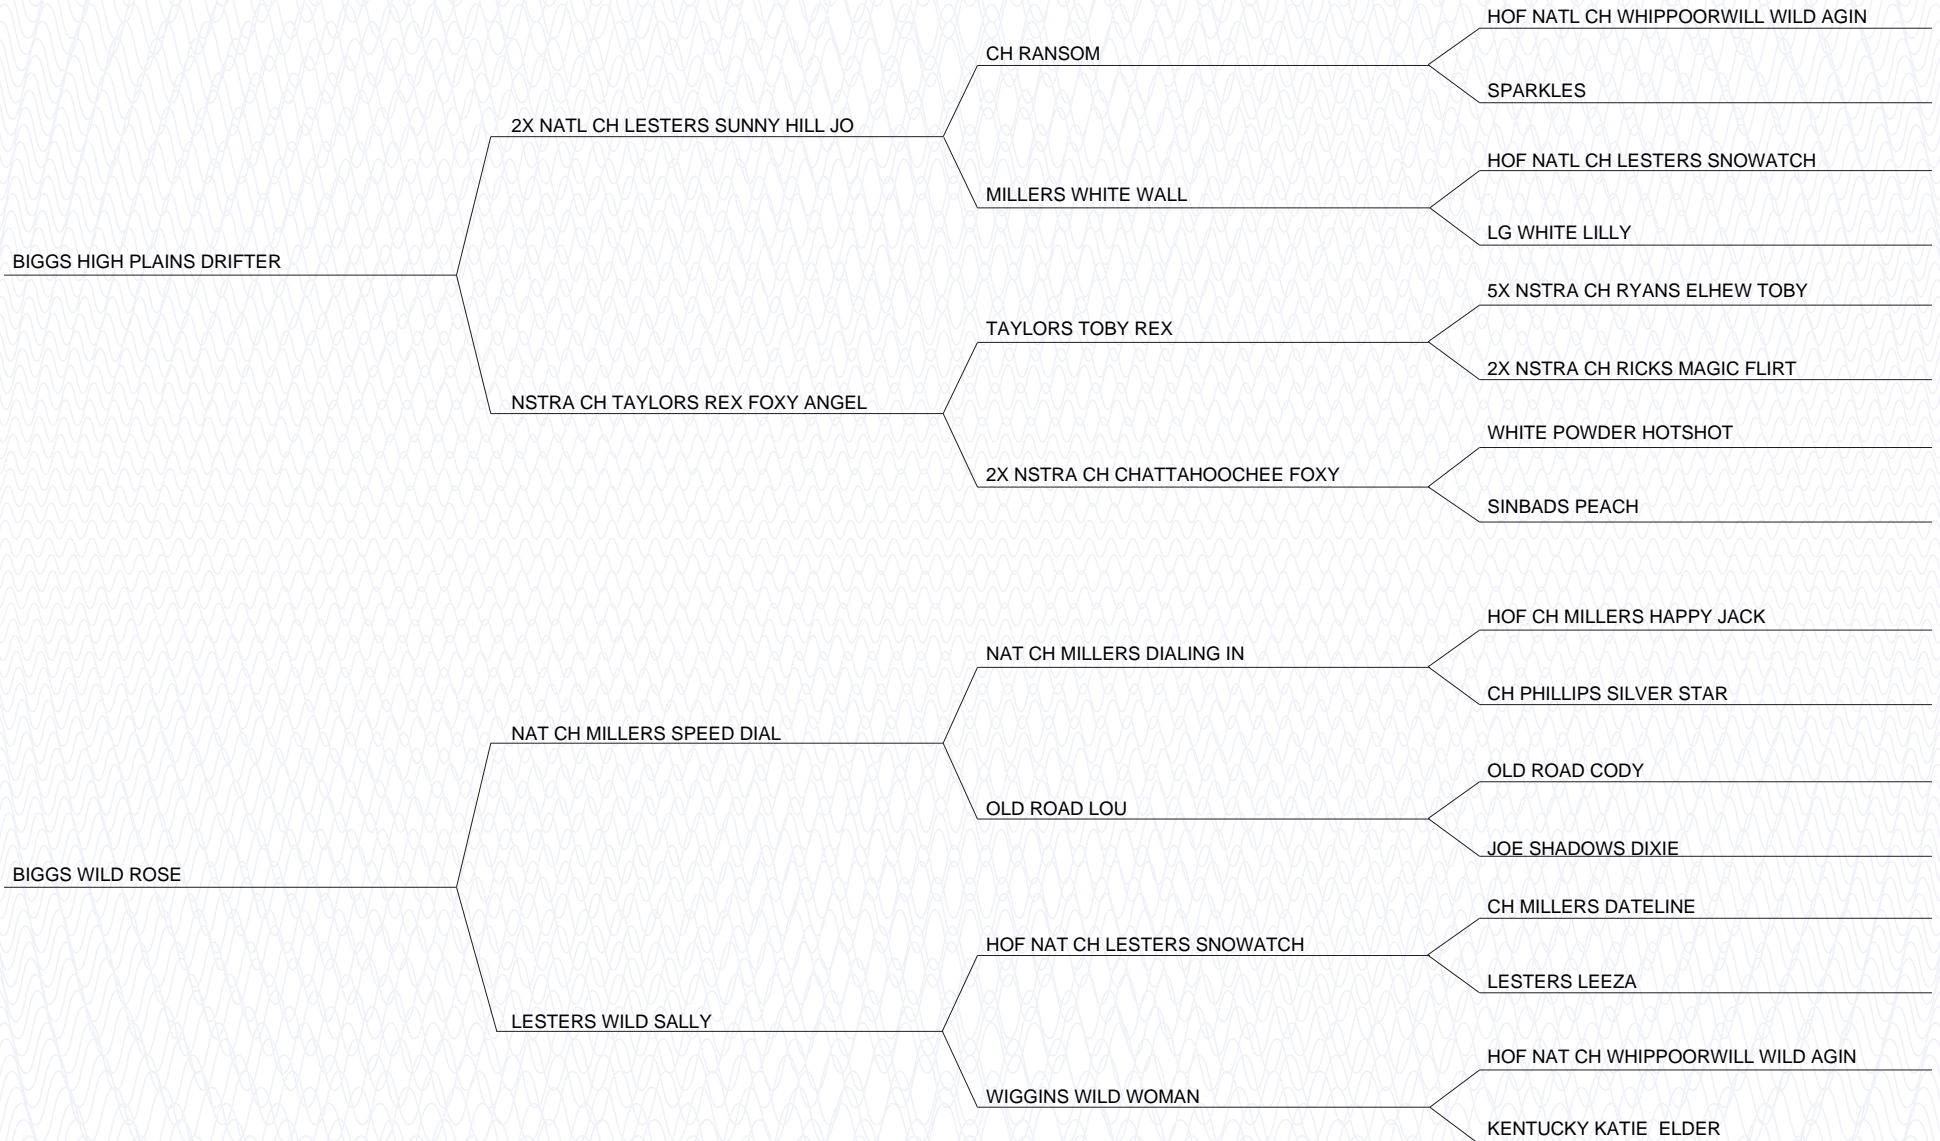 HOF NATL CH WHIPPOORWILL WILD AGIN
CH RANSOM
SPARKLES
2X NATL CH LESTERS SUNNY HILL JO
HOF NATL CH LESTERS SNOWATCH
MILLERS WHITE WALL
LG WHITE LILLY
BIGGS HIGH PLAINS DRIFTER
5X NSTRA CH RYANS ELHEW TOBY
TAYLORS TOBY REX
2X NSTRA CH RICKS MAGIC FLIRT
NSTRA CH TAYLORS REX FOXY ANGEL
WHITE POWDER HOTSHOT
2X NSTRA CH CHATTAHOOCHEE FOXY
SINBADS PEACH
HOF CH MILLERS HAPPY JACK
NAT CH MILLERS DIALING IN
CH PHILLIPS SILVER STAR
NAT CH MILLERS SPEED DIAL
OLD ROAD CODY
OLD ROAD LOU
JOE SHADOWS DIXIE
BIGGS WILD ROSE
CH MILLERS DATELINE
HOF NAT CH LESTERS SNOWATCH
LESTERS LEEZA
LESTERS WILD SALLY
HOF NAT CH WHIPPOORWILL WILD AGIN
WIGGINS WILD WOMAN
KENTUCKY KATIE  ELDER